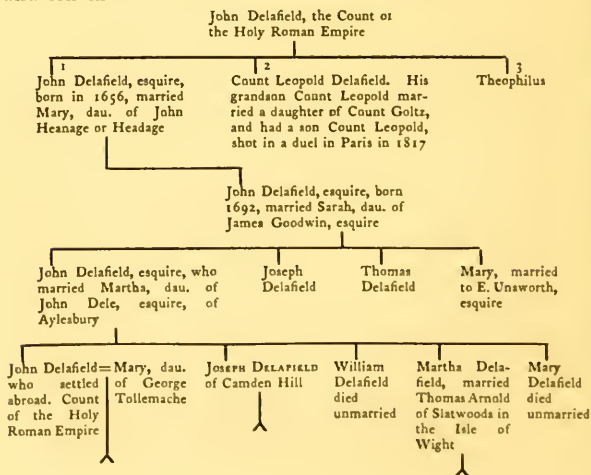 John Delafield, the Count of
the Holy Roman Empire
1
John Delafield, esquire,
born in 1656, married
Mary, dau. of John
Heanage or Headage
2
Count Leopold Delafield. His
grandson Count Leopold mar-
ried a daughter of Count Goltz,
and had a son Count Leopold,
shot in a duel in Paris in 1817
3
Theophilus
John Delafield, esquire, born
1692, married Sarah, dau. of
James Goodwin, esquire
John Delafield, esquire, who
married Martha, dau. of
John Dele, esquire, of
Aylesbury
Joseph
Delafield
Thomas
Delafield
Mary, married
to E. Unsworth,
esquire
John Delafield=
who settled
abroad. Count
of the Holy
Roman Empire
Mary, dau.
of George
Tollemache
JOSEPH DELAFIELD
of Camden Hill
William
Delafield
died
unmarried
Martha Dela-
field, married
Thomas Arnold
of Slatwoods in
the Isle of
Wight
Mary
Delafield
died
unmarried